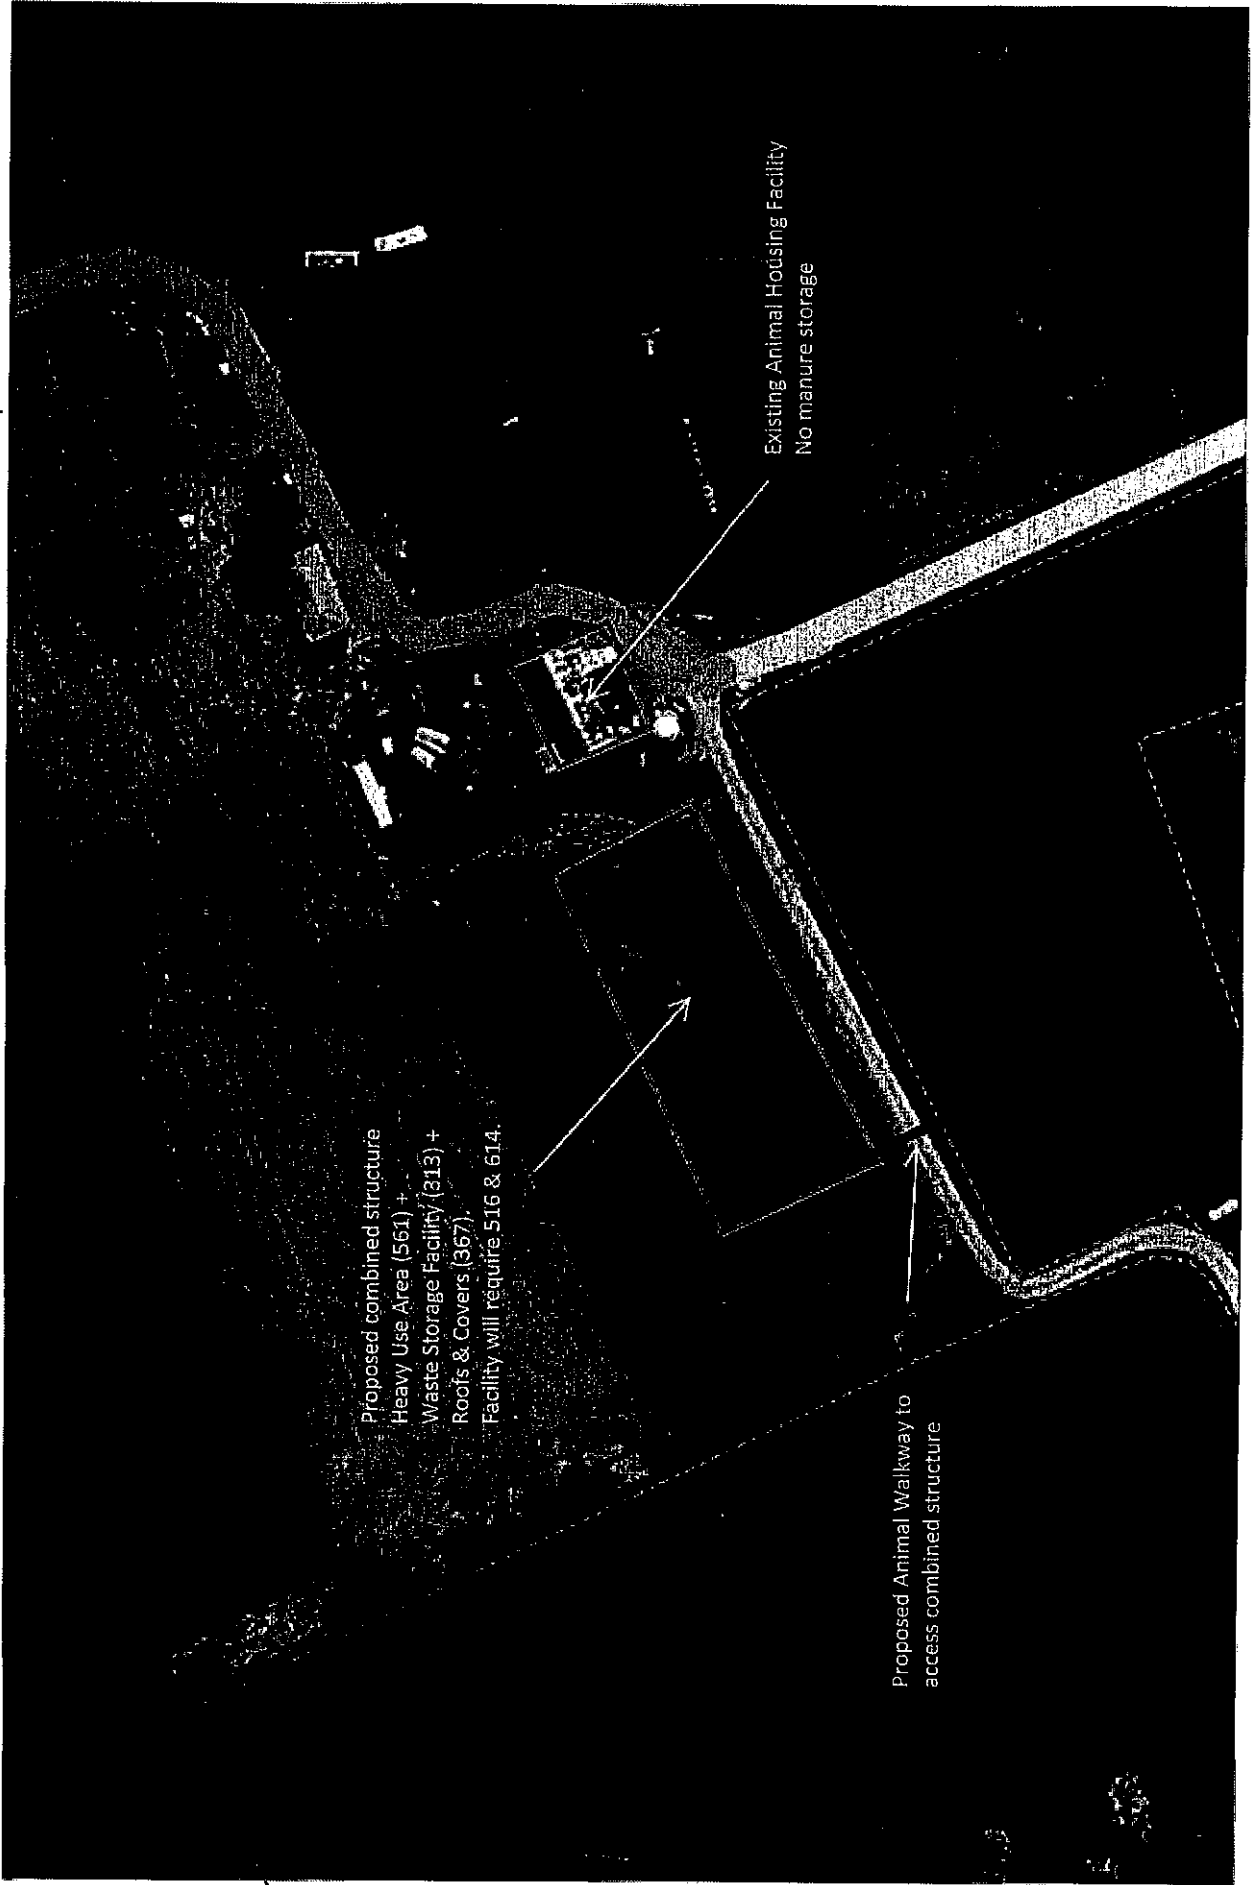 Proposed combined structure
Heavy Use Area (561) +
Waste Storage Facility (313) +
Roofs & Covers (367).
Facility will require 516 & 614.
Existing Animal Housing Facility
No manure storage
Proposed Animal Walkway to
access combined structure